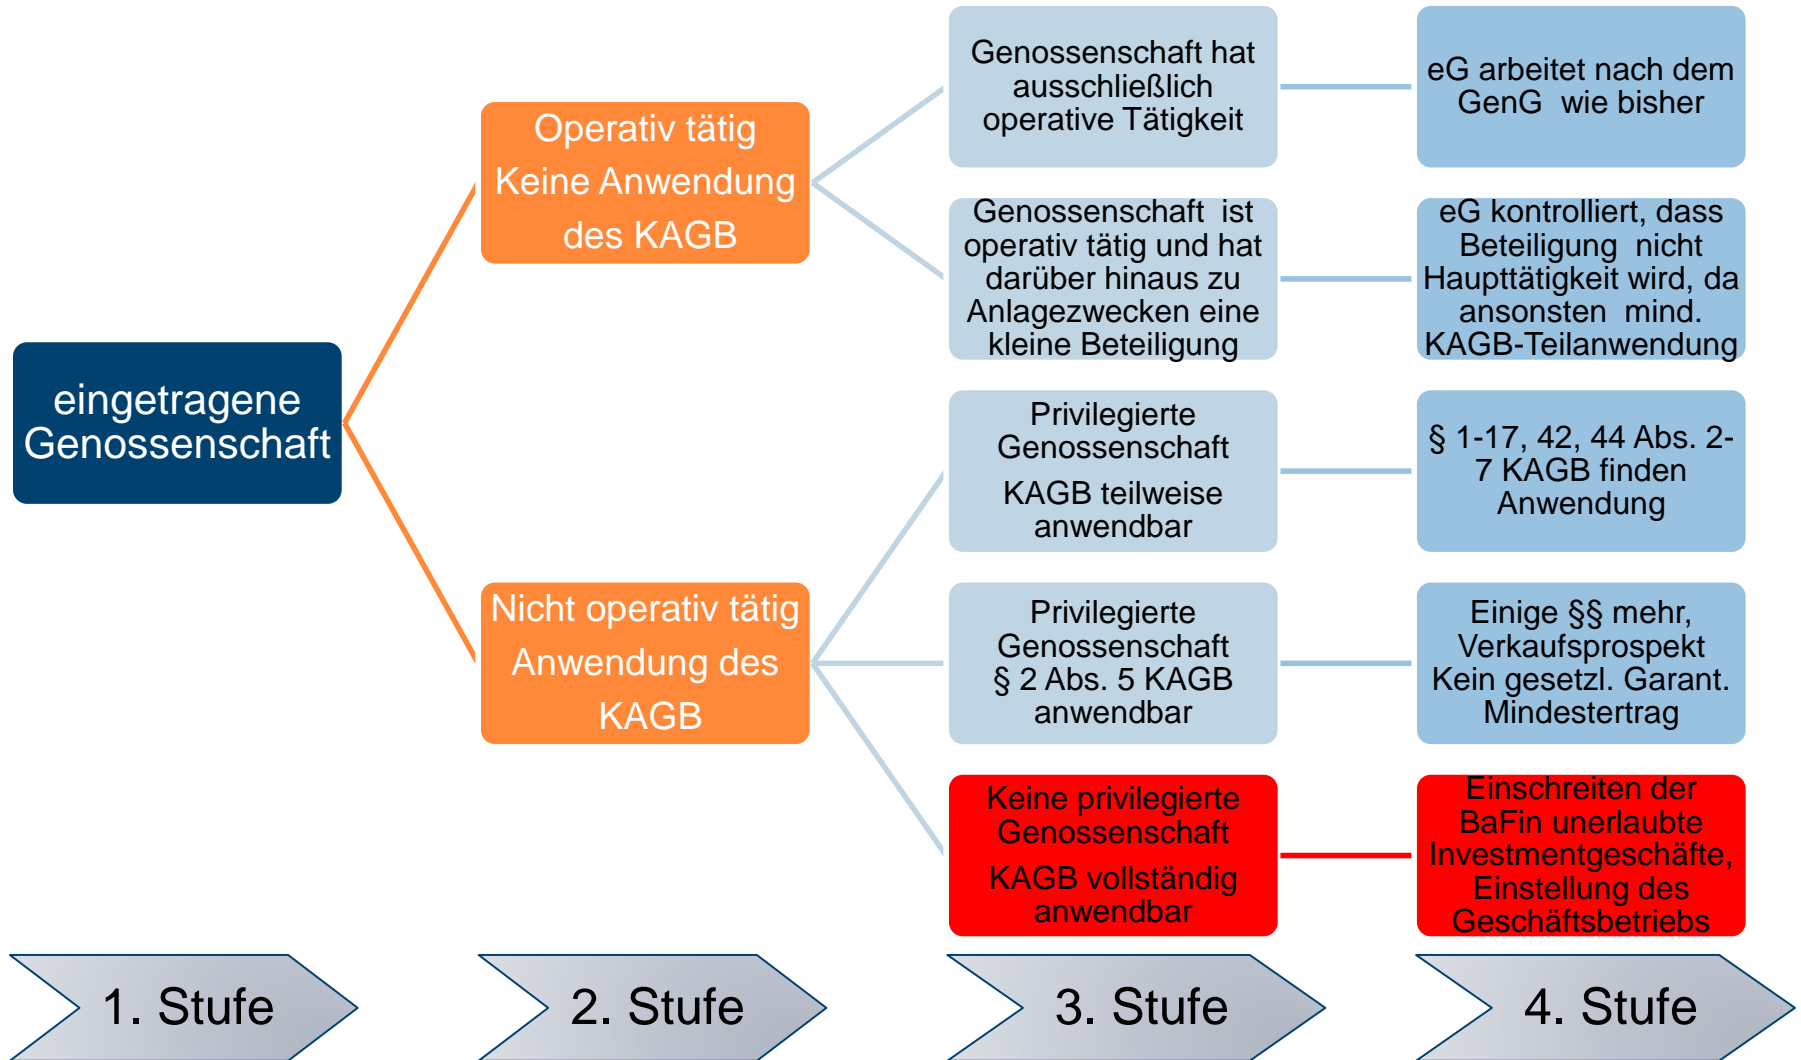 eingetragene
Genossenschaft
Operativ tätig
Keine Anwendung
des KAGB
Nicht operativ tätig
Anwendung des
KAGB
Genossenschaft hat
ausschließlich
operative Tätigkeit
Genossenschaft ist
operativ tätig und hat
darüber hinaus zu
Anlagezwecken eine
kleine Beteiligung
Privilegierte
Genossenschaft
KAGB teilweise
anwendbar
Privilegierte
Genossenschaft
§ 2 Abs. 5 KAGB
anwendbar
Keine privilegierte
Genossenschaft
KAGB vollständig
anwendbar
eG arbeitet nach dem
GenG wie bisher
eG kontrolliert, dass
Beteiligung nicht
Haupttätigkeit wird, da
ansonsten mind.
KAGB-Teilanwendung
§ 1-17, 42, 44 Abs. 2-
7 KAGB finden
Anwendung
Einige §§ mehr,
Verkaufsprospekt
Kein gesetzl. Garant.
Mindestertrag
Einschreiten der
BaFin unerlaubte
Investmentgeschäfte,
Einstellung des
Geschäftsbetriebs
1. Stufe
2. Stufe
3. Stufe
4. Stufe